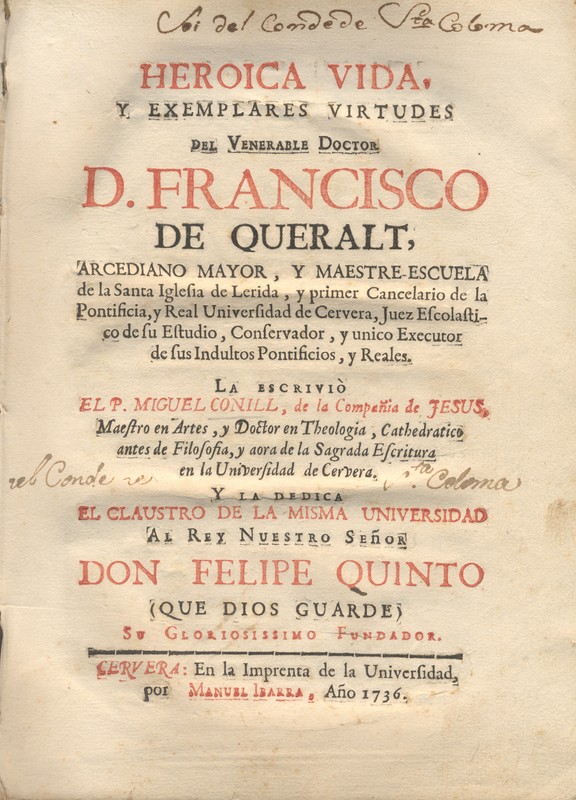 Soi del Conde de Sta Coloma
HEROICA VIDA,
Y EXEMPLARES VIRTUDES
DEL VENERABLE DOCTOR
D. FRANCISCO
DE QUERALT,
ARCEDIANO MAYOR, Y MAESTRE-ESCUELA
de la Santa Iglesia de Lerida, y primer Cancelario de la
Pontificia, y Real Universidad de Cervera, Juez Escolasti-
co de su Estudio, Conservador, y unico Executor
de sus Indultos Pontificios, y Reales.
LA ESCRIVIÒ
EL P. MIGUEL CONILL, de la Compañia de JESUS,
Maestro en Artes, y Doctor en Theologia, Cathedratico
antes de Filosofia, y aora de la Sagrada Escritura
en la Universidad de Cervera.
el Conde de Sta. Coloma
Y LA DEDICA
EL CLAUSTRO DE LA MISMA UNIVERSIDAD
AL REY NUESTRO SEÑOR
DON FELIPE QUINTO
(QUE DIOS GUARDE)
SU GLORIOSISSIMO FUNDADOR.
CERVERA: En la Imprenta de la Universidad,
por MANUEL IBARRA, Año 1736.